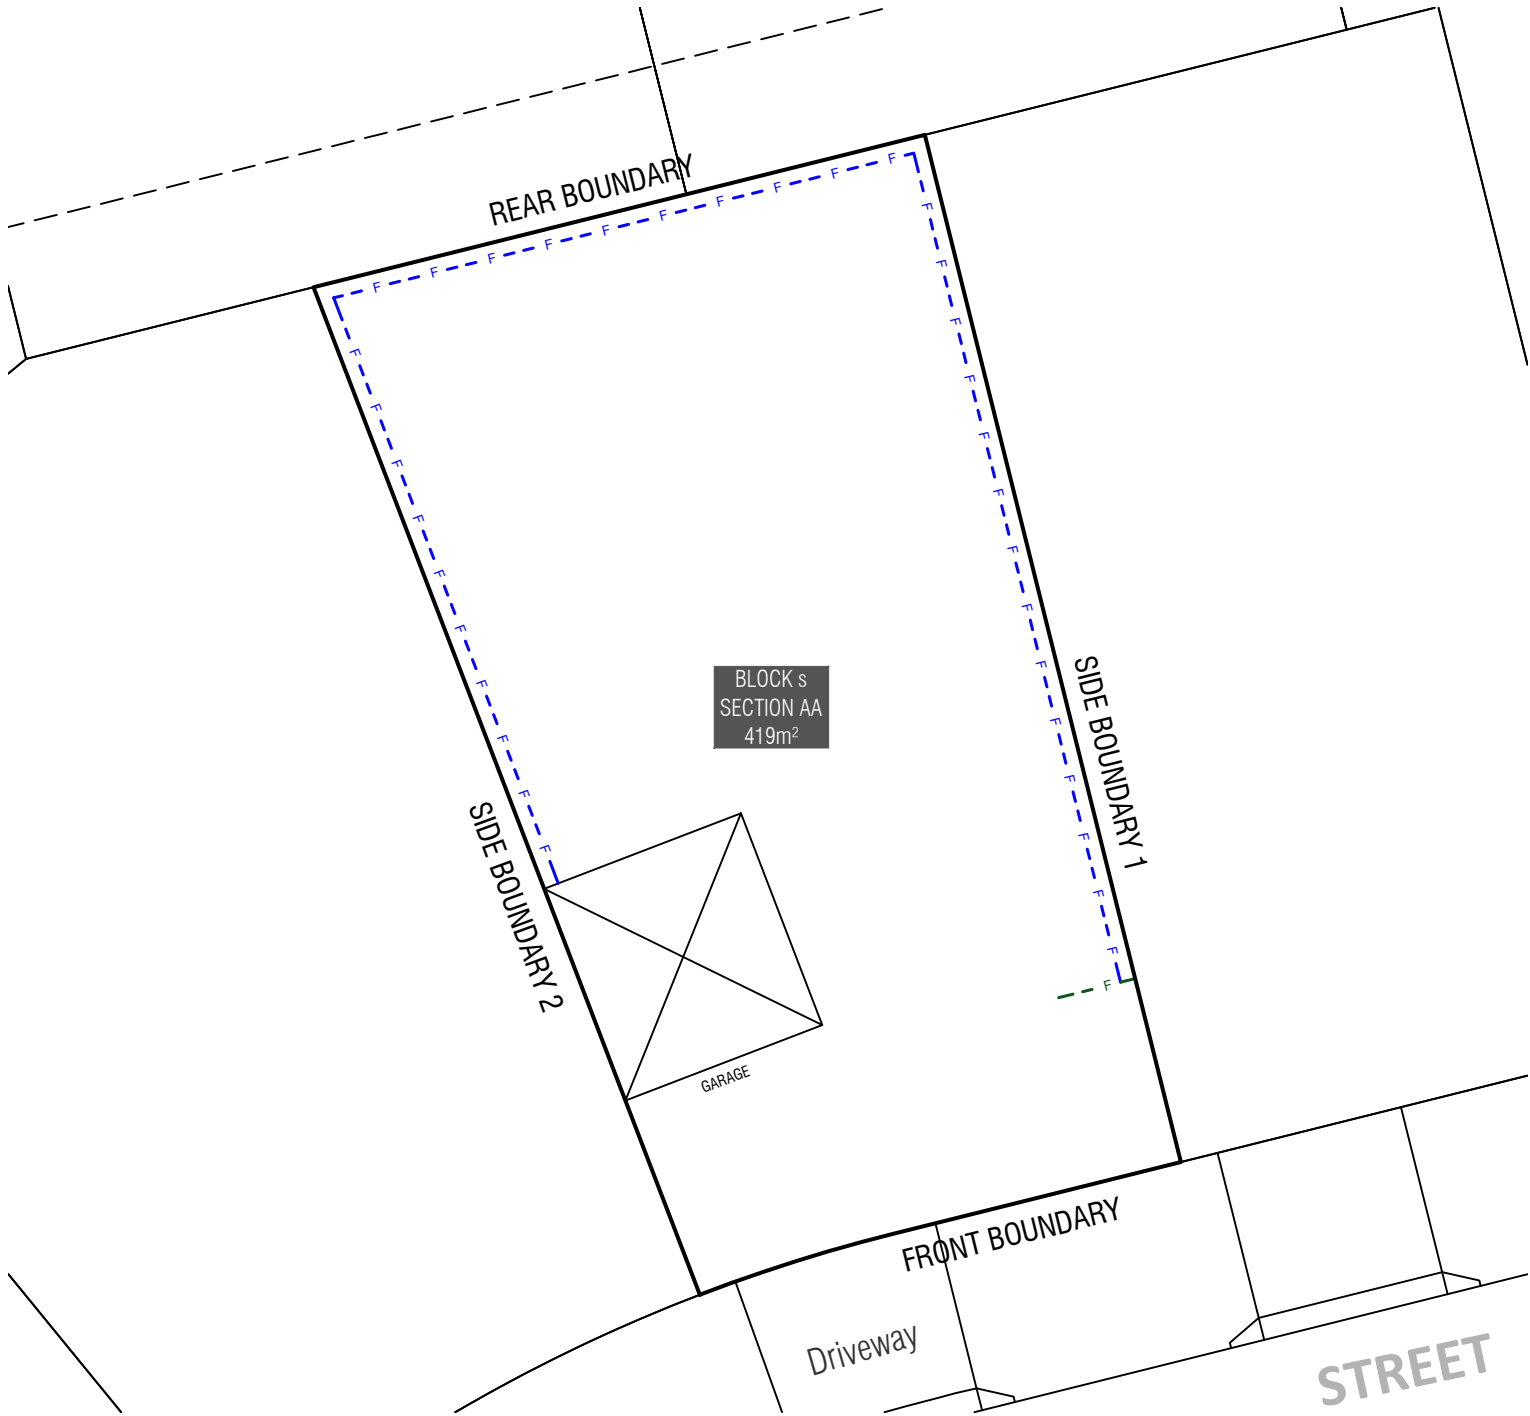 REAR BOUNDARY
F F F F F F F F F F
F F F F F F F F F F
F F F F F F F F F F F F F F
BLOCK s
SECTION AA
419m²
SIDE BOUNDARY 1
SIDE BOUNDARY 2
F
GARAGE
FRONT BOUNDARY
Driveway
STREET